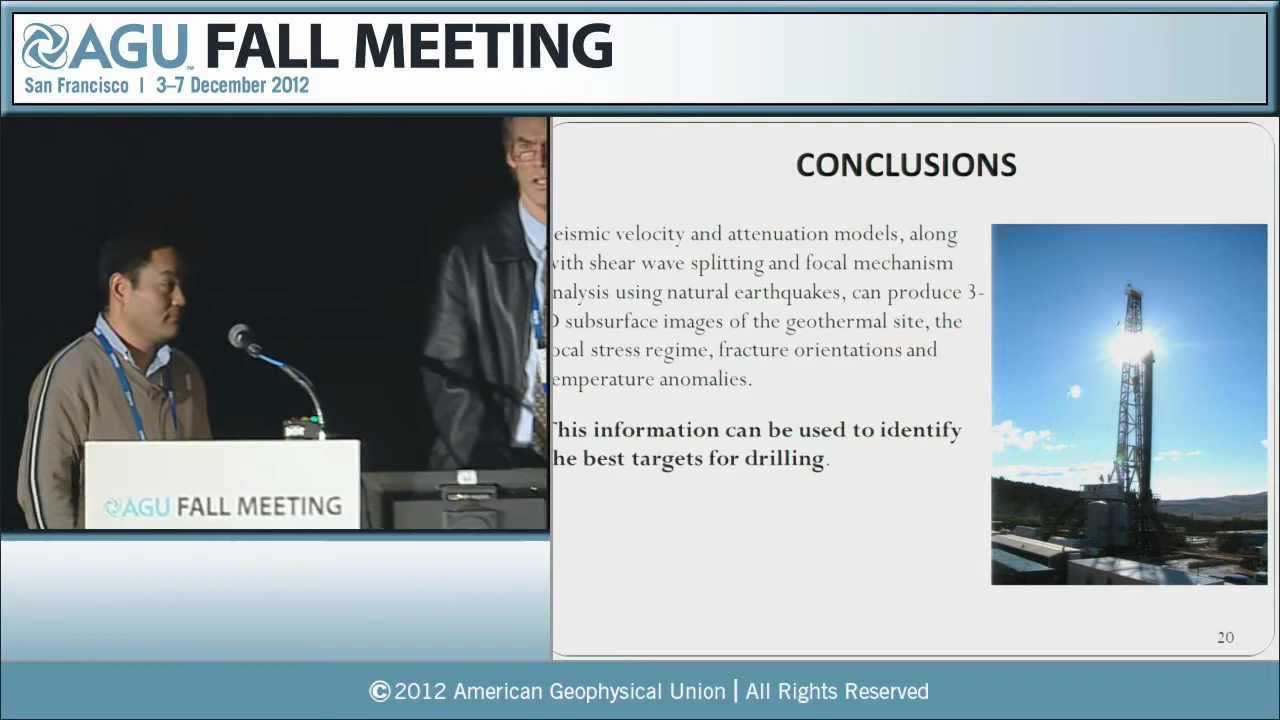 AGU™ FALL MEETING
San Francisco | 3–7 December 2012
CONCLUSIONS
eismic velocity and attenuation models, along
with shear wave splitting and focal mechanism
nalysis using natural earthquakes, can produce 3-
D subsurface images of the geothermal site, the
ocal stress regime, fracture orientations and
emperature anomalies.
This information can be used to identify
he best targets for drilling.
AGU FALL MEETING
20
©2012 American Geophysical Union | All Rights Reserved